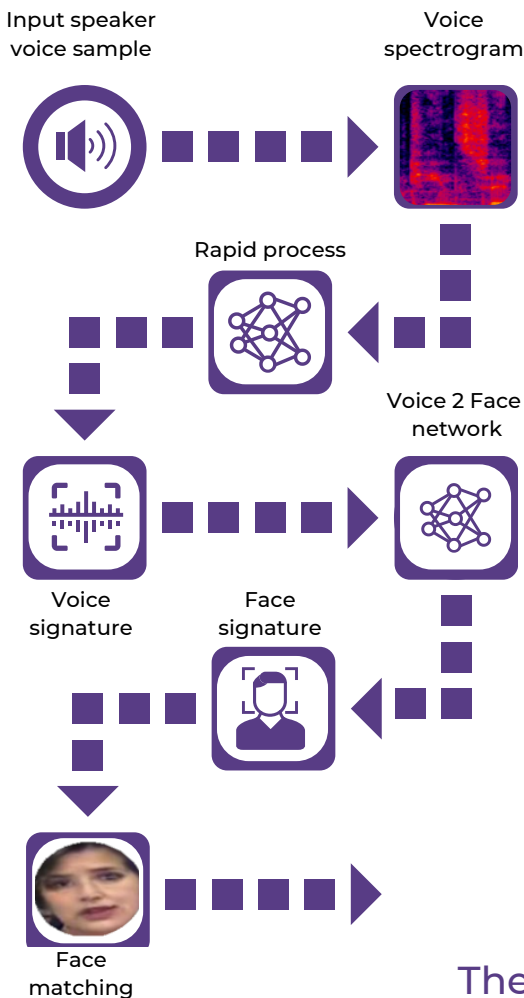 Input speaker
voice sample
Voice
spectrogram
Rapid process
Voice 2 Face
network
Voice
signature
Face
signature
Face
matching
The